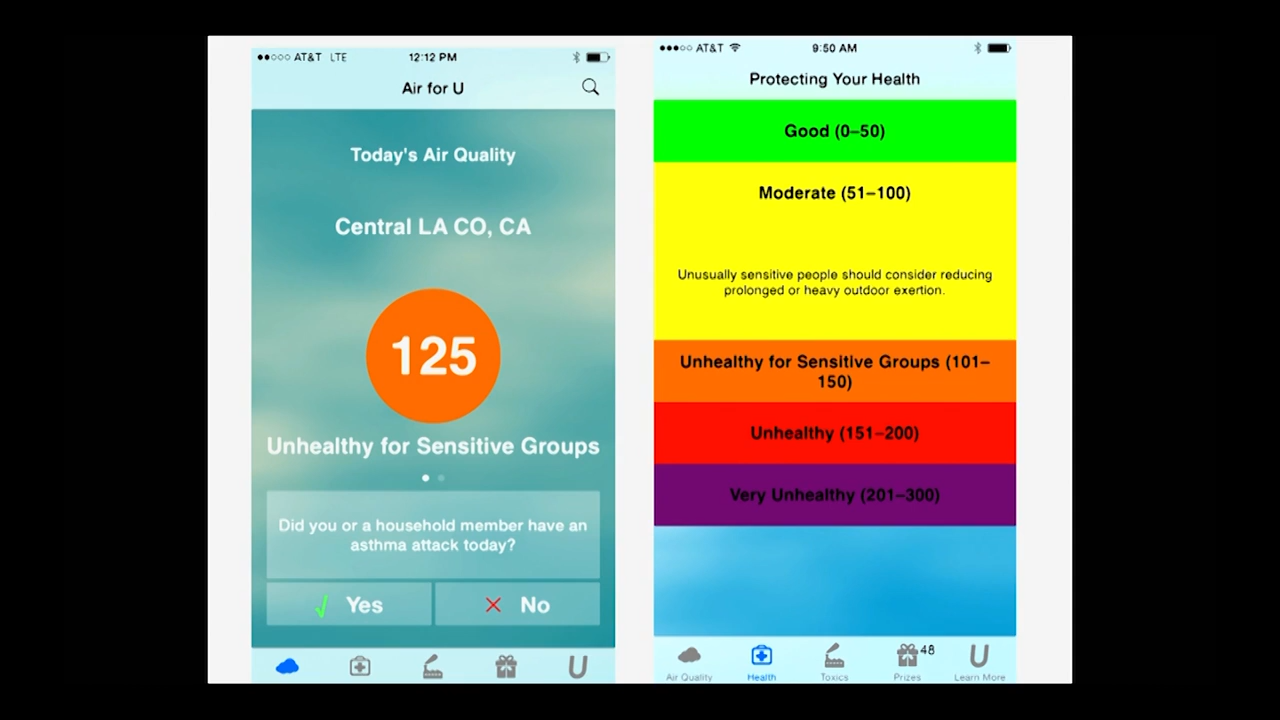 AT&T LTE 12:12 PM
Air for U
Today's Air Quality
Central LA CO, CA
125
Unhealthy for Sensitive Groups
Did you or a household member have an
asthma attack today?
Yes No
AT&T 9:50 AM
Protecting Your Health
Good (0–50)
Moderate (51–100)
Unusually sensitive people should consider reducing
prolonged or heavy outdoor exertion.
Unhealthy for Sensitive Groups (101–
150)
Unhealthy (151–200)
Very Unhealthy (201–300)
48
Air Quality Health Toxics Prizes Learn More